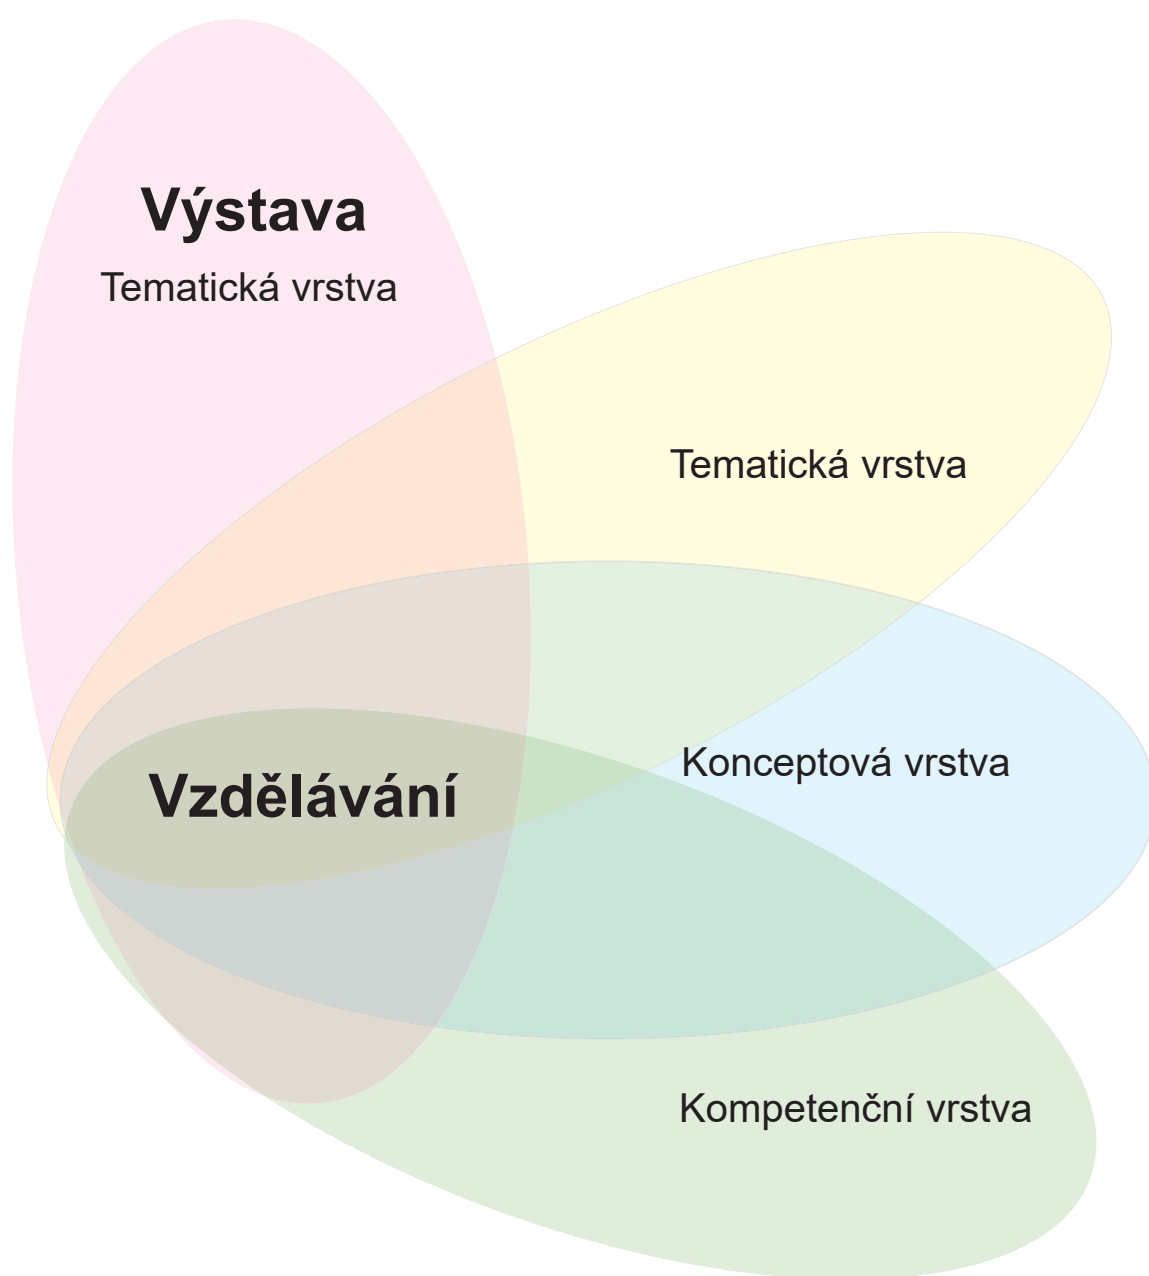 Výstava
Tematická vrstva
Tematická vrstva
Konceptová vrstva
Vzdělávání
Kompetenční vrstva